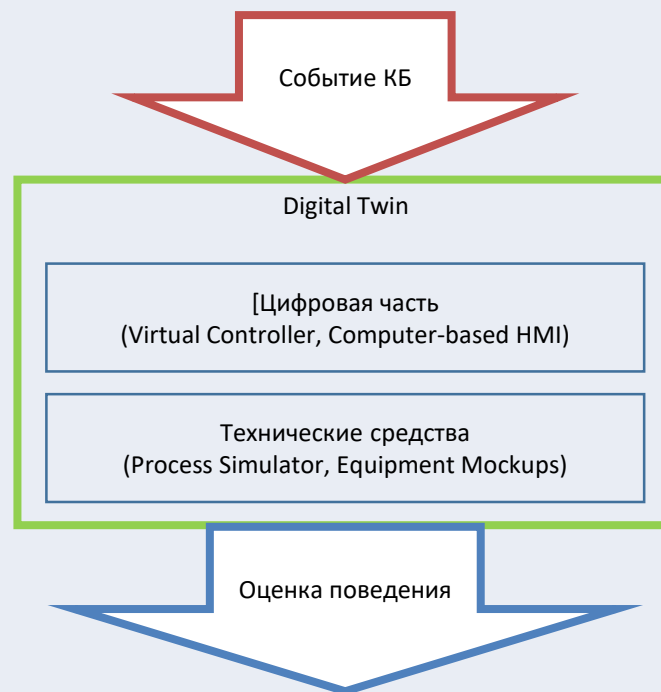 Событие КБ
Digital Twin
[Цифровая часть
(Virtual Controller, Computer-based HMI)
Технические средства
(Process Simulator, Equipment Mockups)
Оценка поведения